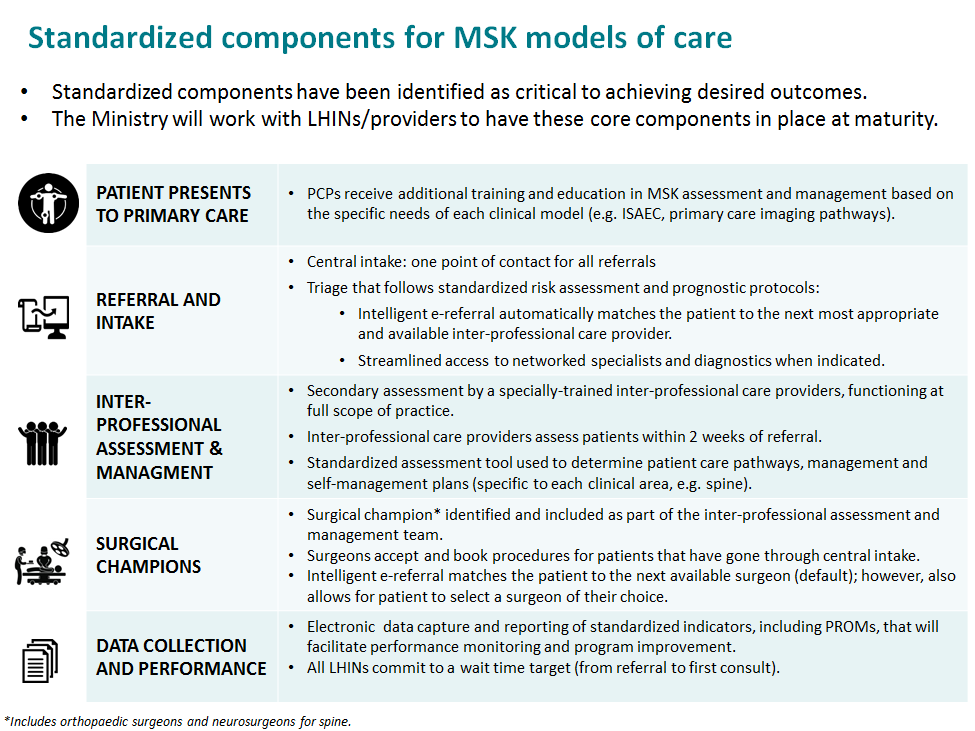 Standardized components for MSK models of care
• Standardized components have been identified as critical to achieving desired outcomes.
• The Ministry will work with LHINs/providers to have these core components in place at maturity.
PATIENT PRESENTS
TO PRIMARY CARE
• PCPs receive additional training and education in MSK assessment and management based on
the specific needs of each clinical model (e.g. ISAEC, primary care imaging pathways).
REFERRAL AND
INTAKE
• Central intake: one point of contact for all referrals
• Triage that follows standardized risk assessment and prognostic protocols:
• Intelligent e-referral automatically matches the patient to the next most appropriate
and available inter-professional care provider.
• Streamlined access to networked specialists and diagnostics when indicated.
INTER-
PROFESSIONAL
ASSESSMENT &
MANAGMENT
• Secondary assessment by a specially-trained inter-professional care providers, functioning at
full scope of practice.
• Inter-professional care providers assess patients within 2 weeks of referral.
• Standardized assessment tool used to determine patient care pathways, management and
self-management plans (specific to each clinical area, e.g. spine).
SURGICAL
CHAMPIONS
• Surgical champion* identified and included as part of the inter-professional assessment and
management team.
• Surgeons accept and book procedures for patients that have gone through central intake.
• Intelligent e-referral matches the patient to the next available surgeon (default); however, also
allows for patient to select a surgeon of their choice.
DATA COLLECTION
AND PERFORMANCE
• Electronic data capture and reporting of standardized indicators, including PROMs, that will
facilitate performance monitoring and program improvement.
• All LHINs commit to a wait time target (from referral to first consult).
*Includes orthopaedic surgeons and neurosurgeons for spine.